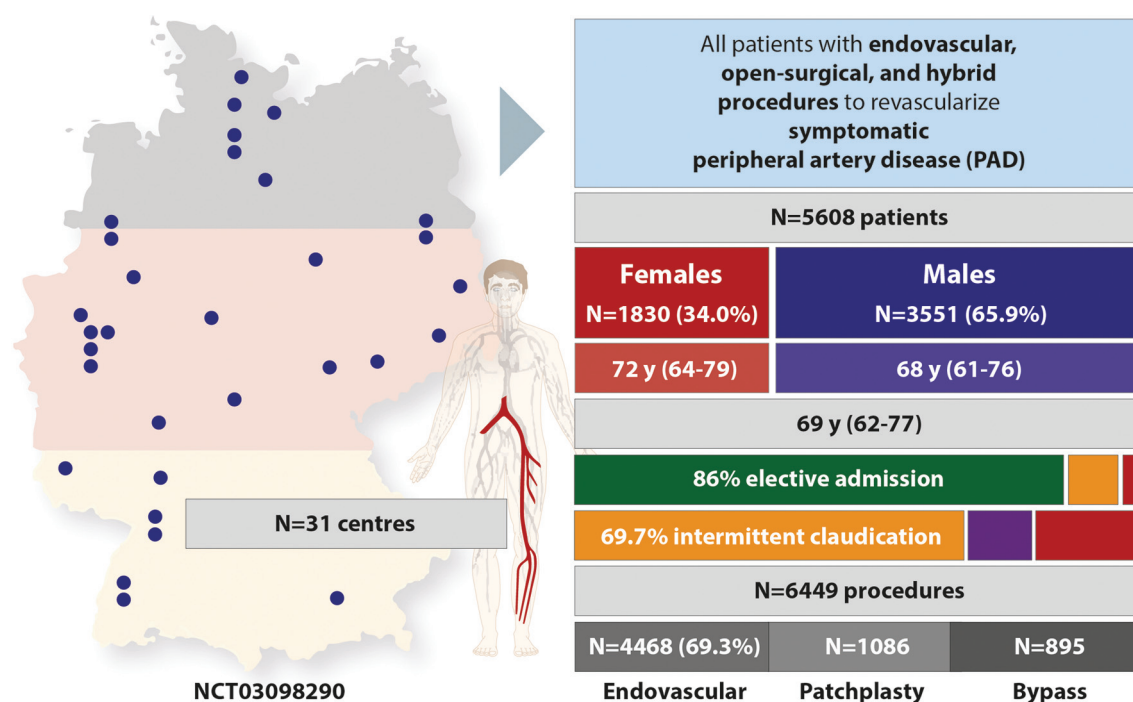 All patients with endovascular,
open-surgical, and hybrid
procedures to revascularize
symptomatic
peripheral artery disease (PAD)
N=5608 patients
Females
N=1830 (34.0%)
Males
N=3551 (65.9%)
72 y (64-79)
68 y (61-76)
69 y (62-77)
86% elective admission
69.7% intermittent claudication
N=31 centres
N=6449 procedures
N=4468 (69.3%)
N=1086
N=895
NCT03098290
Endovascular
Patchplasty
Bypass